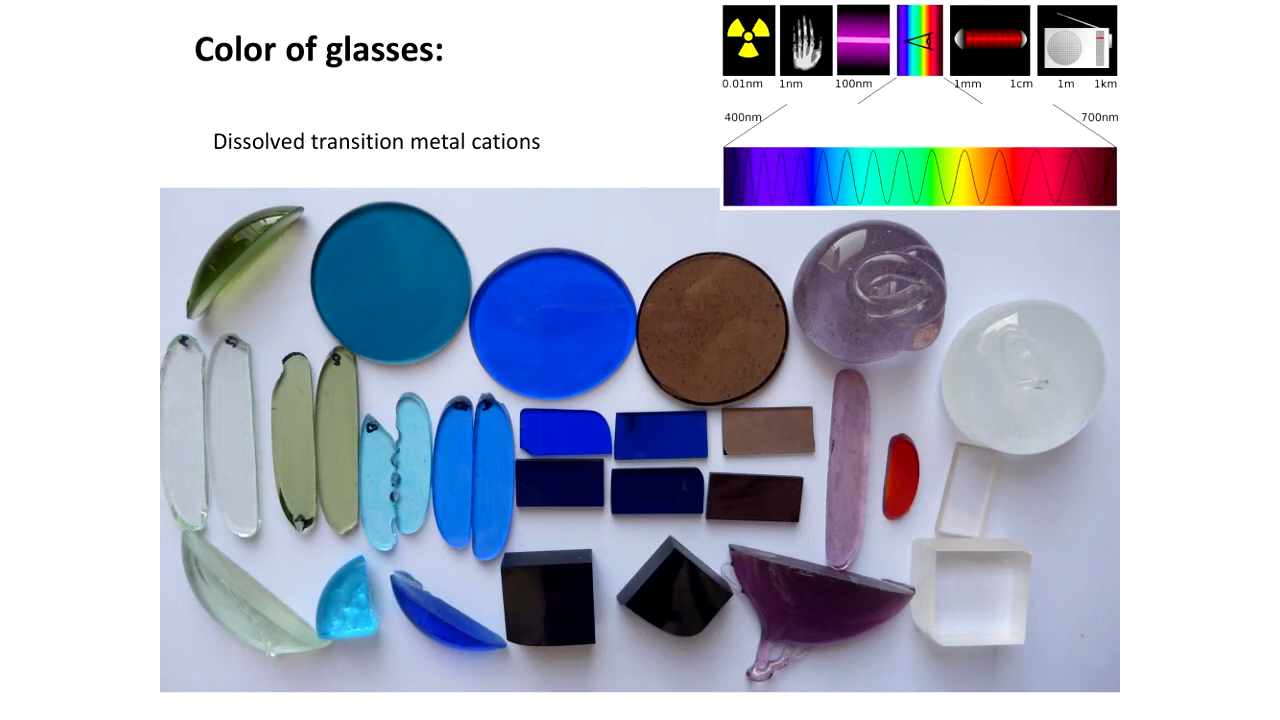 Color of glasses:
0.01nm 1nm 100nm 1mm 1cm 1m 1km
400nm 700nm
Dissolved transition metal cations